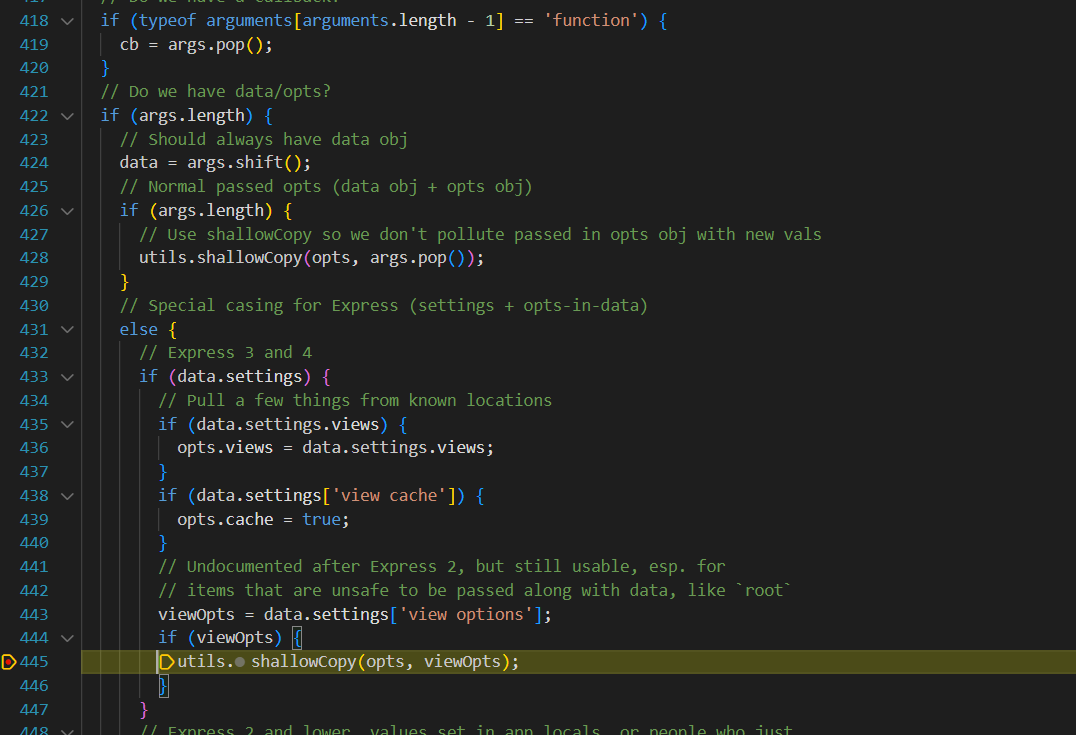 // Do we have a callback?
418 if (typeof arguments[arguments.length - 1] == 'function') {
419 cb = args.pop();
420 }
421 // Do we have data/opts?
422 if (args.length) {
423 // Should always have data obj
424 data = args.shift();
425 // Normal passed opts (data obj + opts obj)
426 if (args.length) {
427 // Use shallowCopy so we don't pollute passed in opts obj with new vals
428 utils.shallowCopy(opts, args.pop());
429 }
430 // Special casing for Express (settings + opts-in-data)
431 else {
432 // Express 3 and 4
433 if (data.settings) {
434 // Pull a few things from known locations
435 if (data.settings.views) {
436 opts.views = data.settings.views;
437 }
438 if (data.settings['view cache']) {
439 opts.cache = true;
440 }
441 // Undocumented after Express 2, but still usable, esp. for
442 // items that are unsafe to be passed along with data, like `root`
443 viewOpts = data.settings['view options'];
444 if (viewOpts) {
445 utils.shallowCopy(opts, viewOpts);
446 }
447 }
448 // Express 2 and lower, values set in app.locals, or people who just